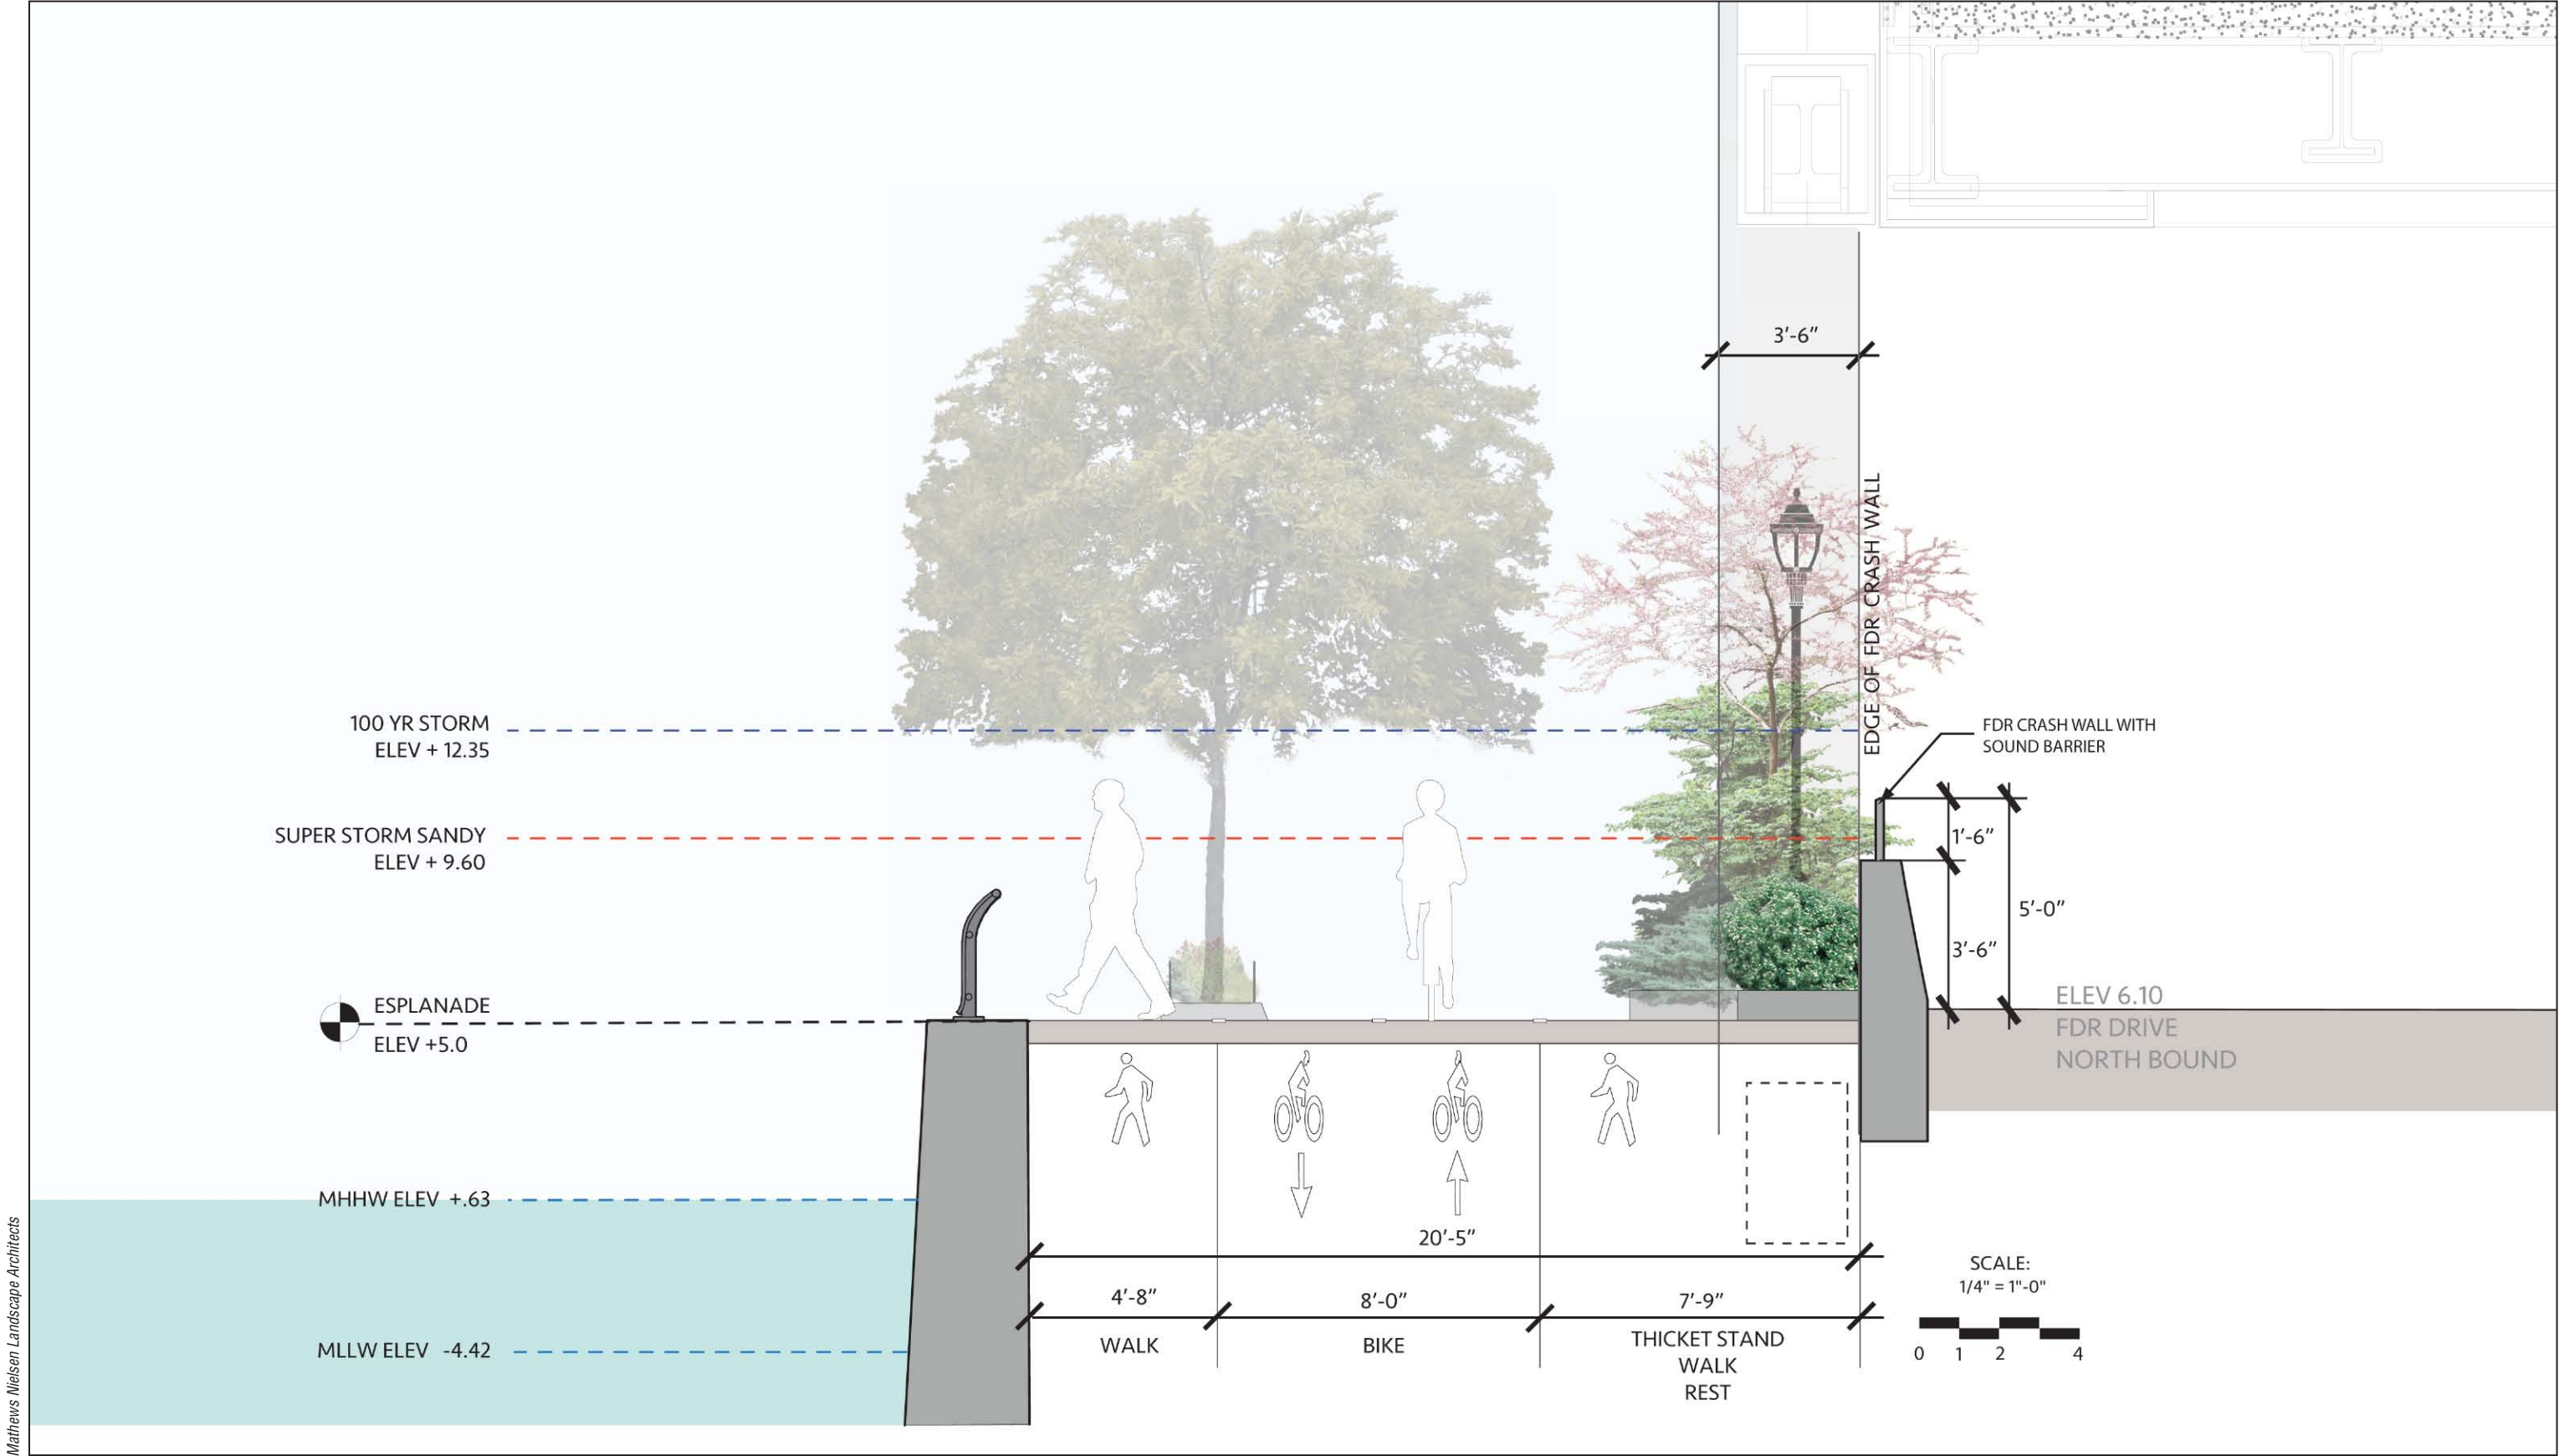 3'-6"
EDGE OF FDR CRASH WALL
100 YR STORM
ELEV + 12.35
FDR CRASH WALL WITH
SOUND BARRIER
SUPER STORM SANDY
ELEV + 9.60
1'-6"
5'-0"
3'-6"
ESPLANADE
ELEV +5.0
ELEV 6.10
FDR DRIVE
NORTH BOUND
MHHW ELEV +.63
20'-5"
4'-8"
8'-0"
7'-9"
WALK
BIKE
THICKET STAND
WALK
REST
MLLW ELEV -4.42
SCALE:
1/4" = 1"-0"
0 1 2 4
Mathews Nielsen Landscape Architects